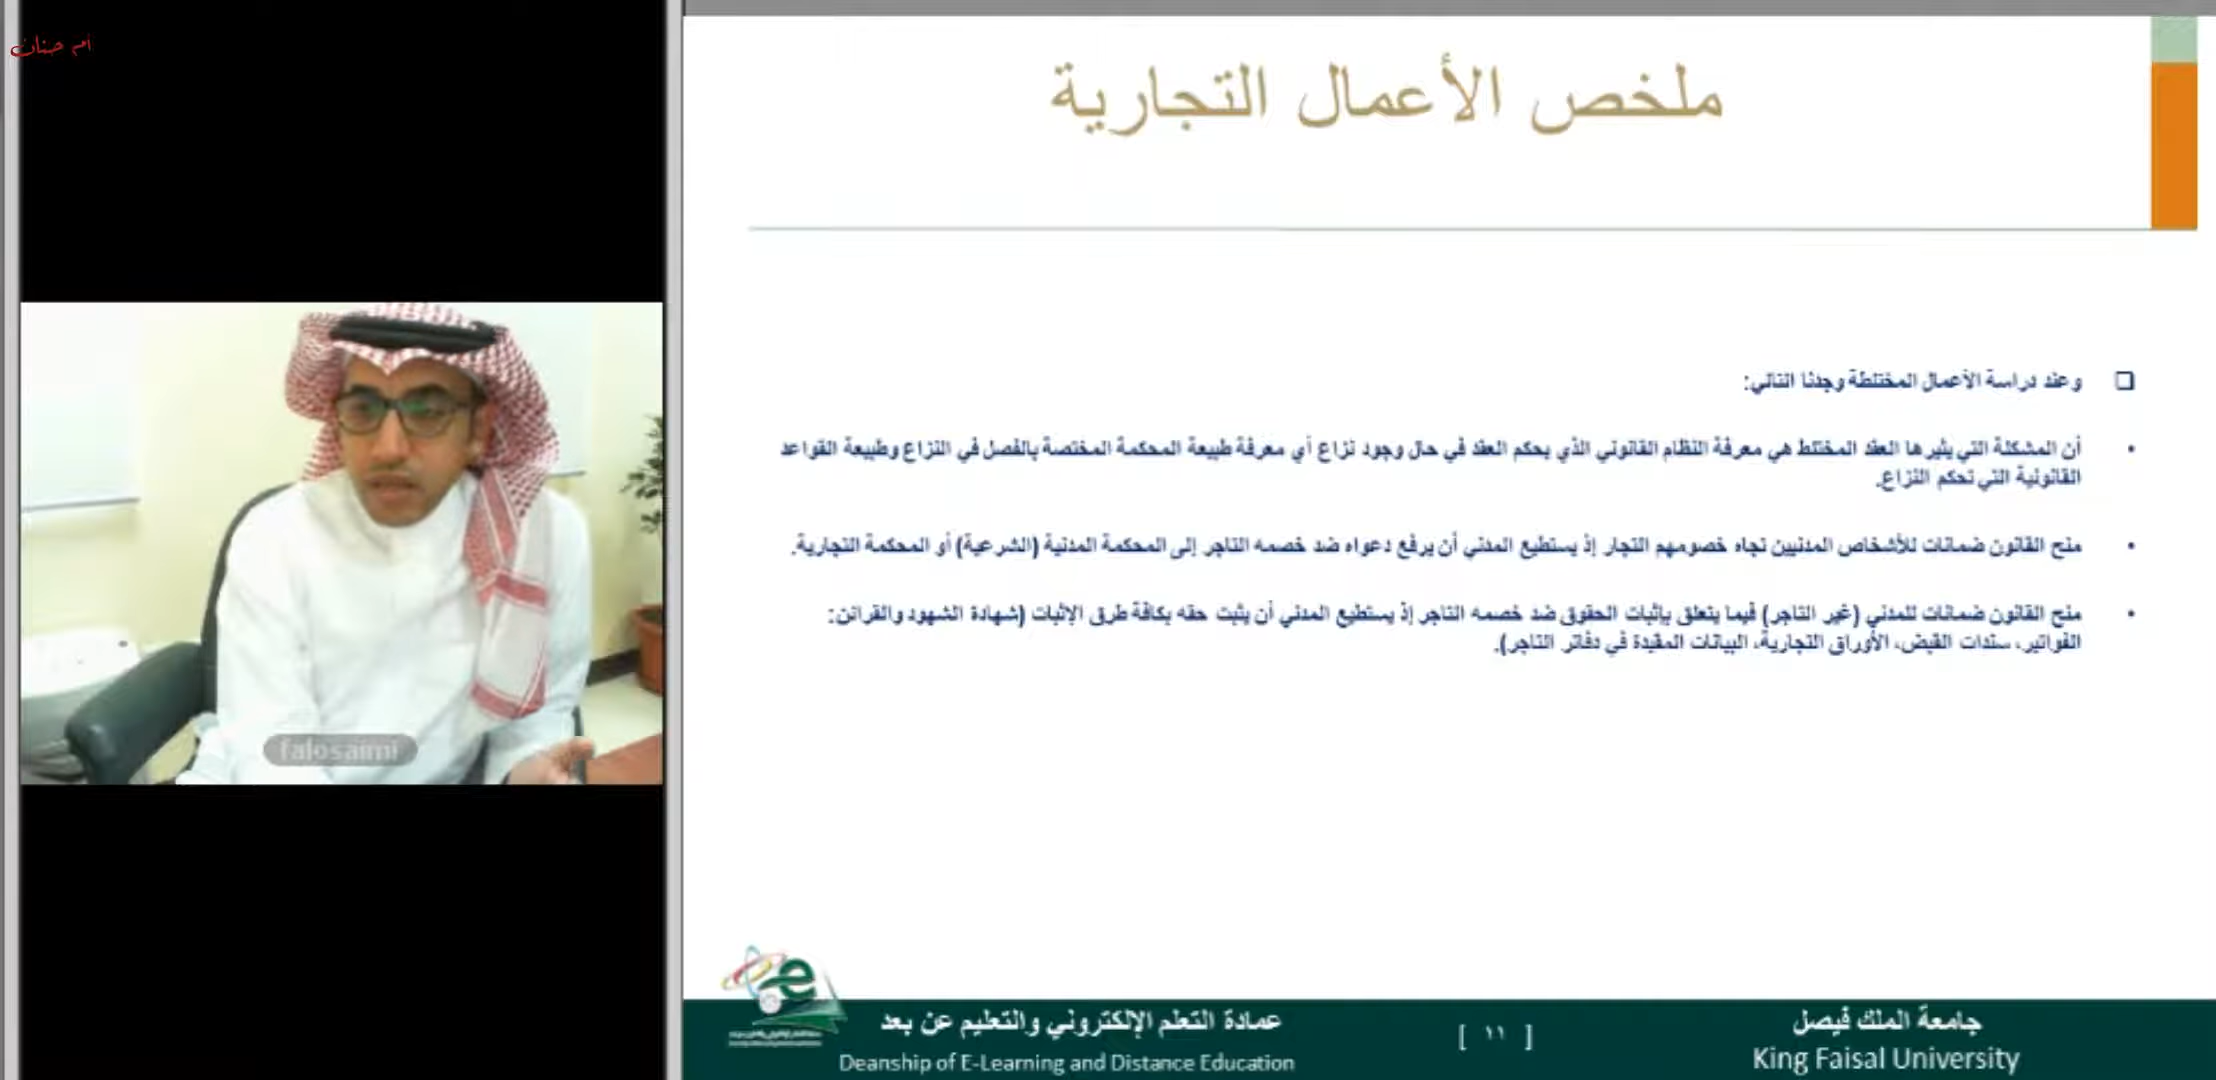 أم حنان
ملخص الأعمال التجارية
وعند دراسة الأعمال المختلطة وجدنا التالي:
أن المشكلة التي يثيرها العقد المختلط هي معرفة النظام القانوني الذي يحكم العقد في حال وجود نزاع أي معرفة طبيعة المحكمة المختصة بالفصل في النزاع وطبيعة القواعد
القانونية التي تحكم النزاع.
منح القانون ضمانات للأشخاص المدنيين تجاه خصومهم التجار إذ يستطيع المدني أن يرفع دعواه ضد خصمه التاجر إلى المحكمة المدنية (الشرعية) أو المحكمة التجارية.
منح القانون ضمانات للمدني (غير التاجر) فيما يتعلق بإثبات الحقوق ضد خصمه التاجر إذ يستطيع المدني أن يثبت حقه بكافة طرق الإثبات (شهادة الشهود والقرائن:
الفواتير، سندات القبض، الأوراق التجارية، البيانات المقيدة في دفاتر التاجر).
falosaimi
جامعة الملك فيصل
King Faisal University
[ ١١ ]
عمادة التعلم الإلكتروني والتعليم عن بعد
Deanship of E-Learning and Distance Education
e